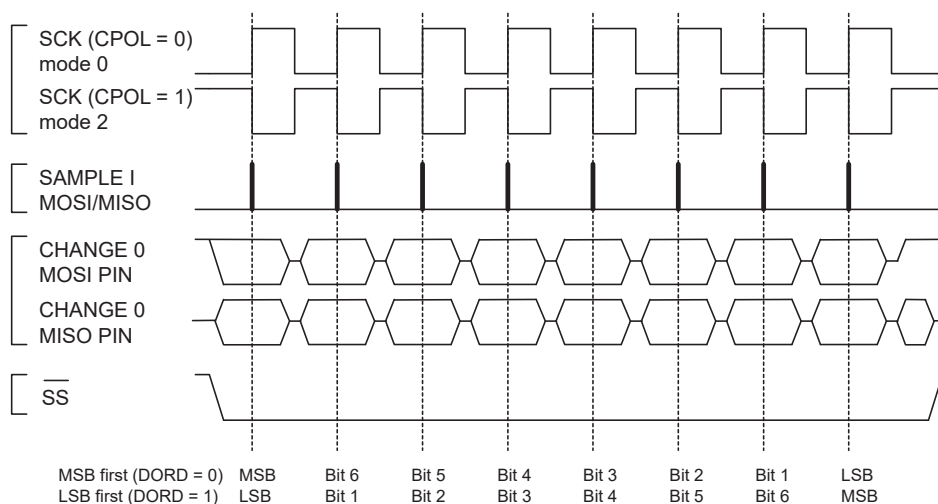 SCK (CPOL = 0)
mode 0
SCK (CPOL = 1)
mode 2
SAMPLE I
MOSI/MISO
CHANGE 0
MOSI PIN
CHANGE 0
MISO PIN
SS
MSB first (DORD = 0) MSB Bit 6 Bit 5 Bit 4 Bit 3 Bit 2 Bit 1 LSB
LSB first (DORD = 1) LSB Bit 1 Bit 2 Bit 3 Bit 4 Bit 5 Bit 6 MSB